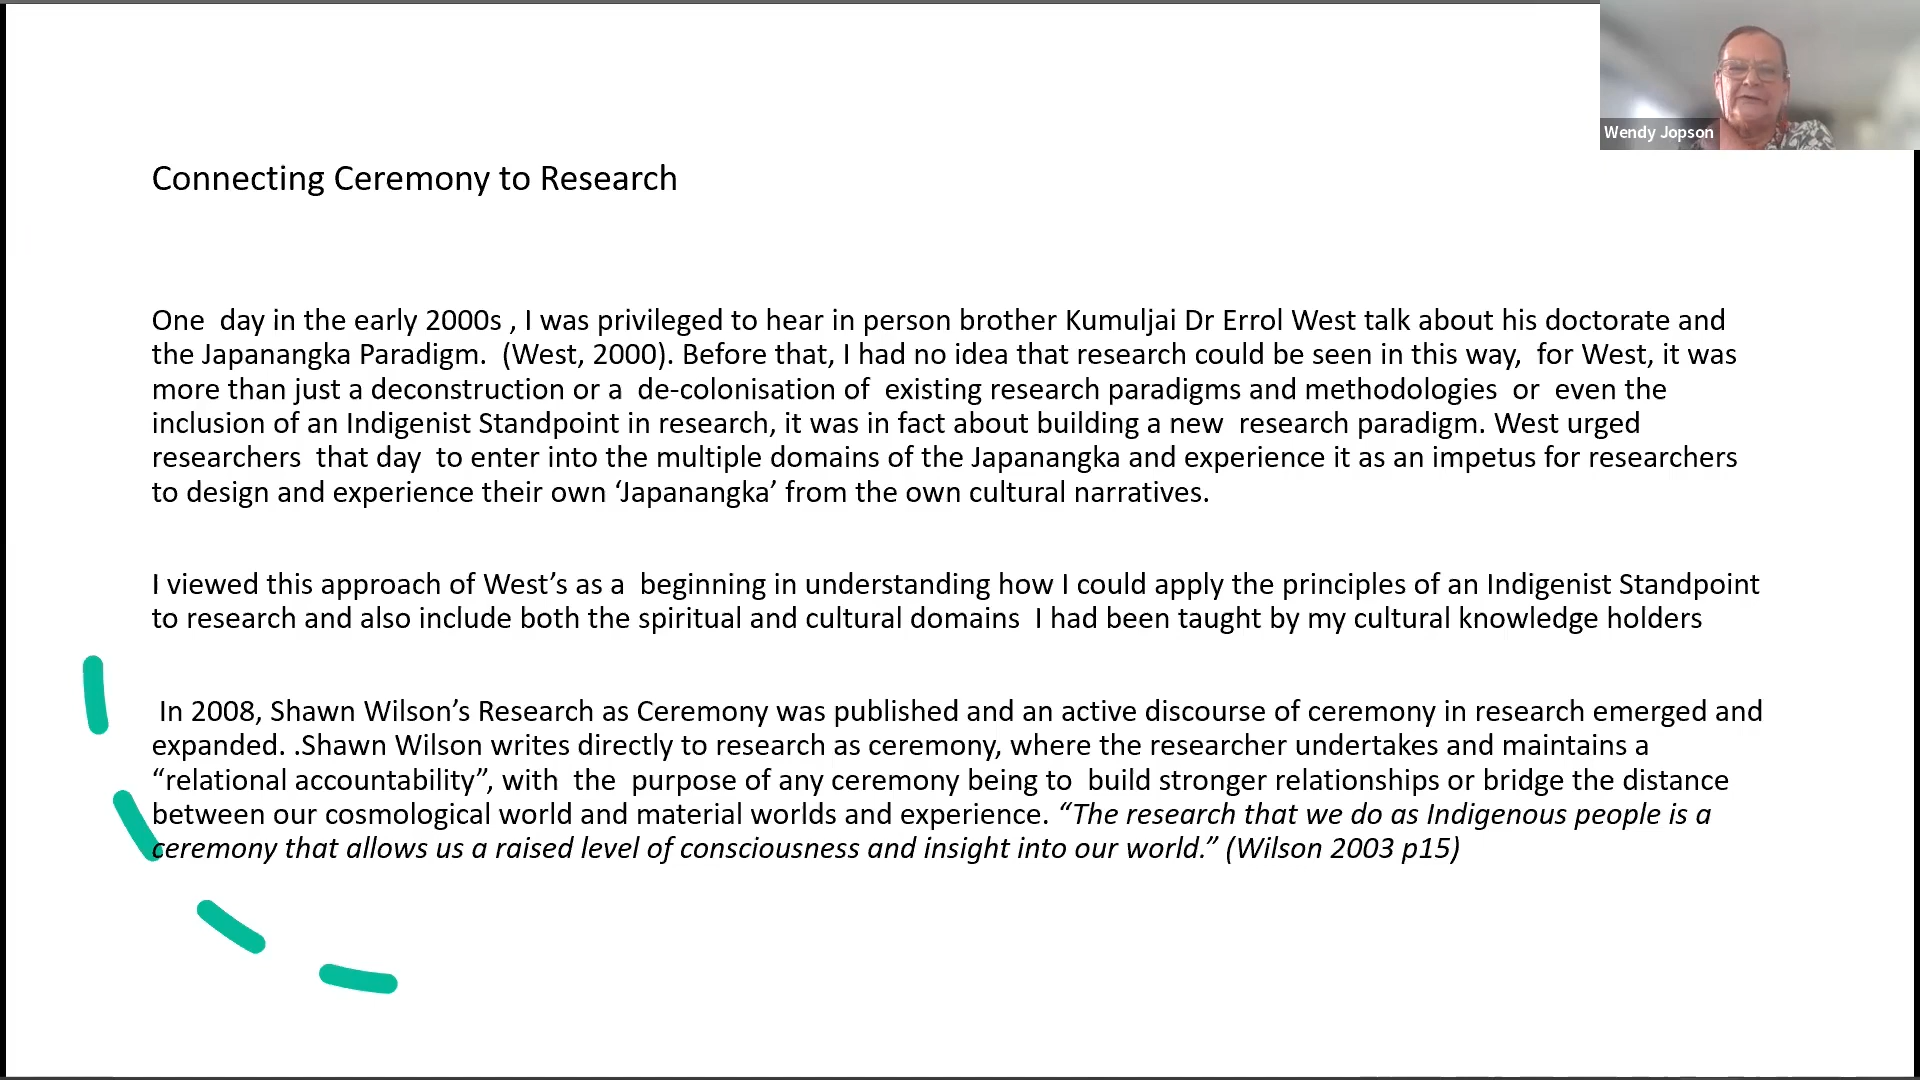 Wendy Jopson
Connecting Ceremony to Research
One  day in the early 2000s , I was privileged to hear in person brother Kumuljai Dr Errol West talk about his doctorate and
the Japanangka Paradigm.  (West, 2000). Before that, I had no idea that research could be seen in this way,  for West, it was
more than just a deconstruction or a  de-colonisation of  existing research paradigms and methodologies  or  even the
inclusion of an Indigenist Standpoint in research, it was in fact about building a new  research paradigm. West urged
researchers  that day  to enter into the multiple domains of the Japanangka and experience it as an impetus for researchers
to design and experience their own ‘Japanangka’ from the own cultural narratives.
I viewed this approach of West’s as a  beginning in understanding how I could apply the principles of an Indigenist Standpoint
to research and also include both the spiritual and cultural domains  I had been taught by my cultural knowledge holders
In 2008, Shawn Wilson’s Research as Ceremony was published and an active discourse of ceremony in research emerged and
expanded. .Shawn Wilson writes directly to research as ceremony, where the researcher undertakes and maintains a
“relational accountability”, with  the  purpose of any ceremony being to  build stronger relationships or bridge the distance
between our cosmological world and material worlds and experience. “The research that we do as Indigenous people is a
ceremony that allows us a raised level of consciousness and insight into our world.” (Wilson 2003 p15)